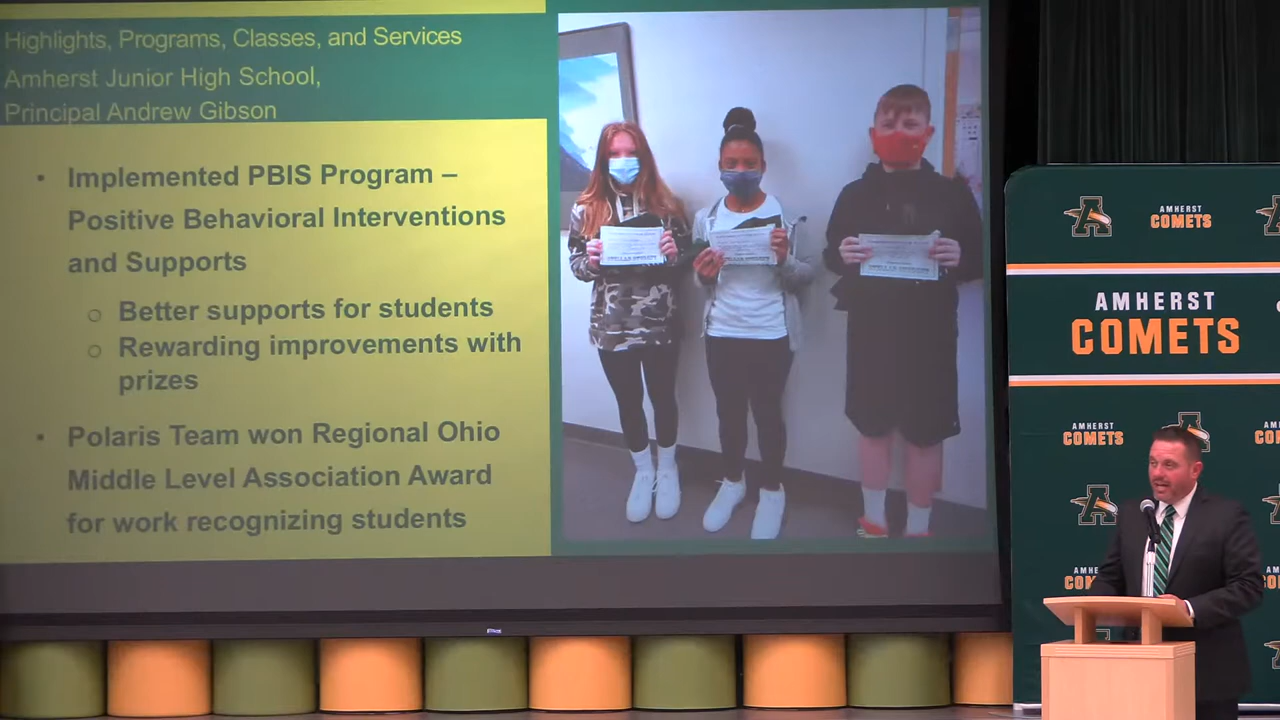 Highlights, Programs, Classes, and Services
Amherst Junior High School,
Principal Andrew Gibson
• Implemented PBIS Program –
Positive Behavioral Interventions
and Supports
○ Better supports for students
○ Rewarding improvements with
prizes
• Polaris Team won Regional Ohio
Middle Level Association Award
for work recognizing students
A
AMHERST
COMETS
AMHERST
COMETS
AMHERST
COMETS
A
A
AMHE
COM